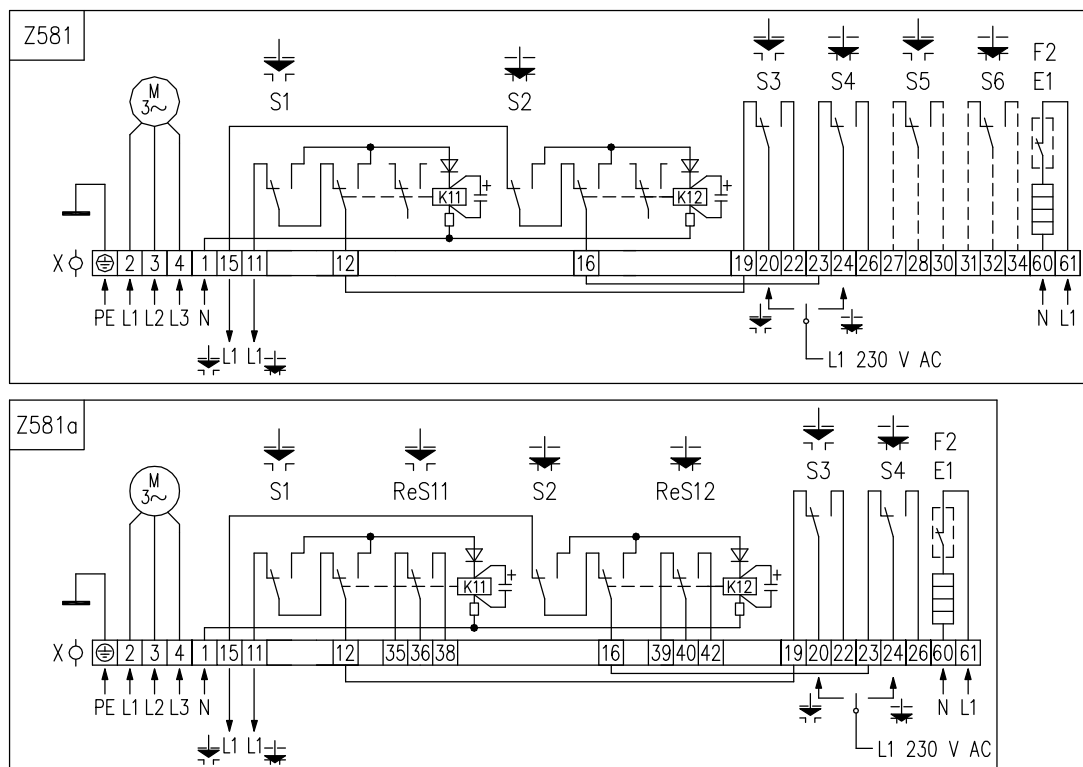 Z581
M
3~
S1
S2
S3
S4
S5
S6
F2
E1
K11
+
K12
+
X
2 3 4 1 15 11 12 16 19 20 22 23 24 26 27 28 30 31 32 34 60 61
PE L1 L2 L3 N
N L1
L1 L1
L1 230 V AC
Z581a
M
3~
S1
ReS11
S2
ReS12
S3
S4
F2
E1
K11
+
K12
+
X
2 3 4 1 15 11 12 35 36 38 16 39 40 42 19 20 22 23 24 26 60 61
PE L1 L2 L3 N
N L1
L1 L1
L1 230 V AC